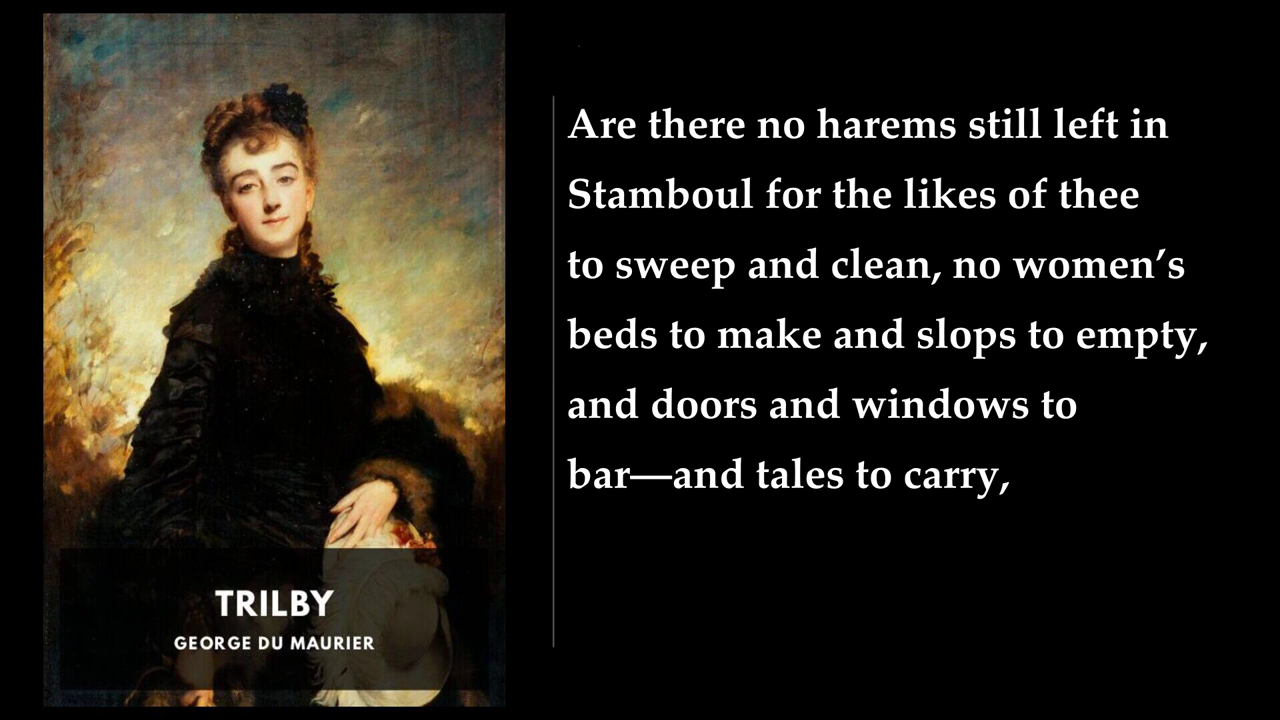 Are there no harems still left in
Stamboul for the likes of thee
to sweep and clean, no women’s
beds to make and slops to empty,
and doors and windows to
bar—and tales to carry,
TRILBY
GEORGE DU MAURIER